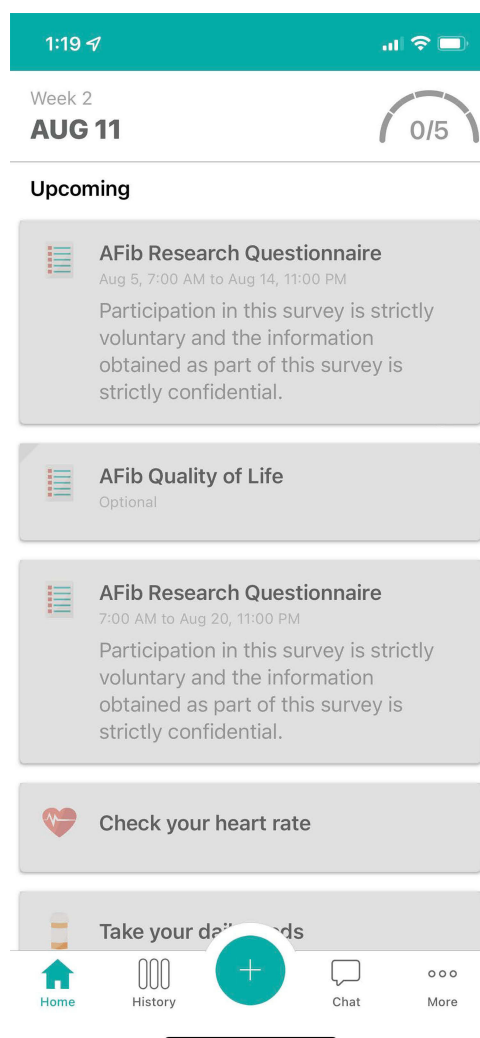 1:19
Week 2
AUG 11
0/5
Upcoming
AFib Research Questionnaire
Aug 5, 7:00 AM to Aug 14, 11:00 PM
Participation in this survey is strictly
voluntary and the information
obtained as part of this survey is
strictly confidential.
AFib Quality of Life
Optional
AFib Research Questionnaire
7:00 AM to Aug 20, 11:00 PM
Participation in this survey is strictly
voluntary and the information
obtained as part of this survey is
strictly confidential.
Check your heart rate
Take your
Home
History
Chat
More